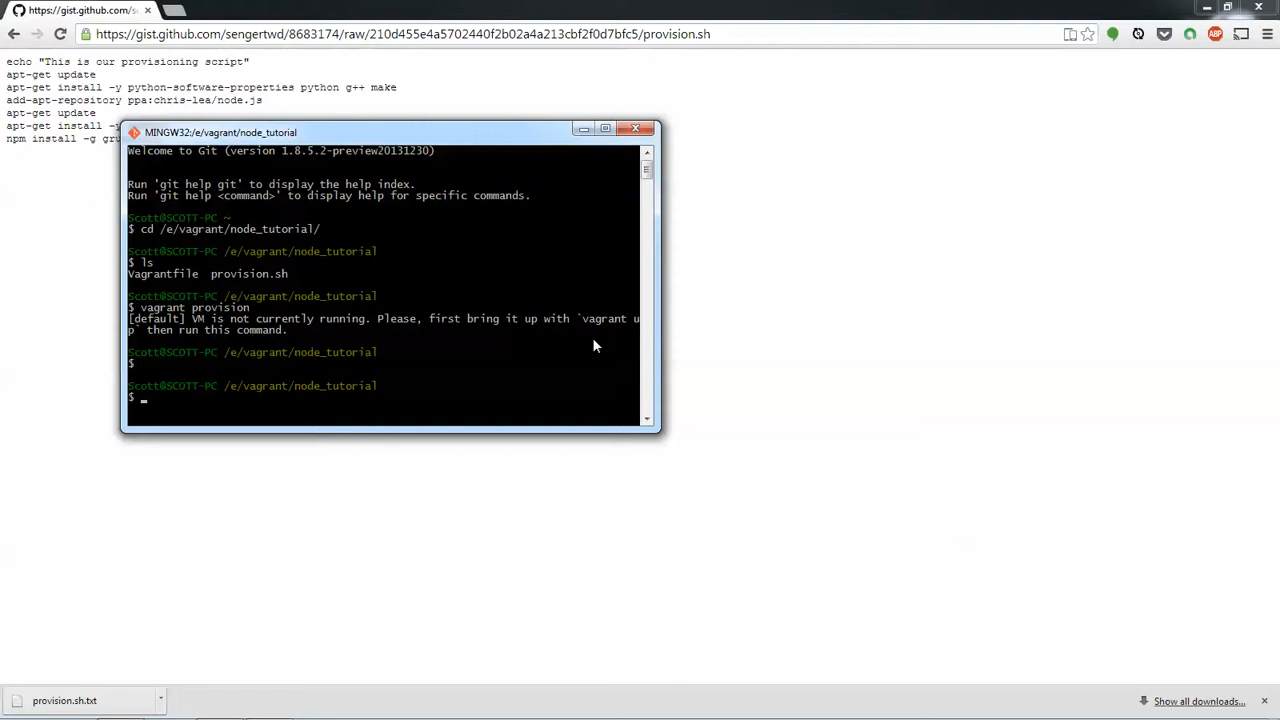 https://gist.github.com/s
https://gist.github.com/sengertwd/8683174/raw/210d455e4a5702440f2b02a4a213cbf2f0d7bfc5/provision.sh
ABP
echo "This is our provisioning script"
apt-get update
apt-get install -y python-software-properties python g++ make
add-apt-repository ppa:chris-lea/node.js
apt-get update
apt-get install -y
npm install -g gru
MINGW32:/e/vagrant/node_tutorial
Welcome to Git (version 1.8.5.2-preview20131230)
Run 'git help git' to display the help index.
Run 'git help <command>' to display help for specific commands.
Scott@SCOTT-PC ~
$ cd /e/vagrant/node_tutorial/
Scott@SCOTT-PC /e/vagrant/node_tutorial
$ ls
Vagrantfile  provision.sh
Scott@SCOTT-PC /e/vagrant/node_tutorial
$ vagrant provision
[default] VM is not currently running. Please, first bring it up with `vagrant u
p` then run this command.
Scott@SCOTT-PC /e/vagrant/node_tutorial
$
Scott@SCOTT-PC /e/vagrant/node_tutorial
$ _
provision.sh.txt
Show all downloads...